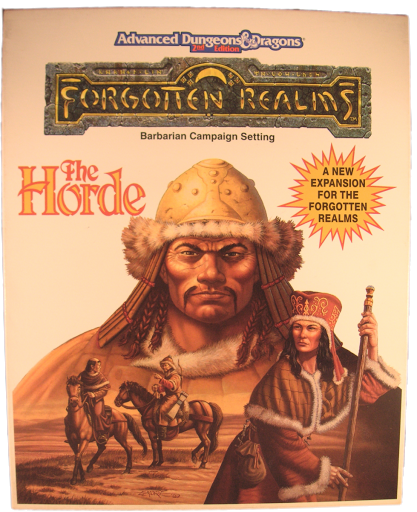 Advanced Dungeons & Dragons
2nd Edition
FORGOTTEN REALMS
Barbarian Campaign Setting
The
Horde
A NEW
EXPANSION
FOR THE
FORGOTTEN
REALMS